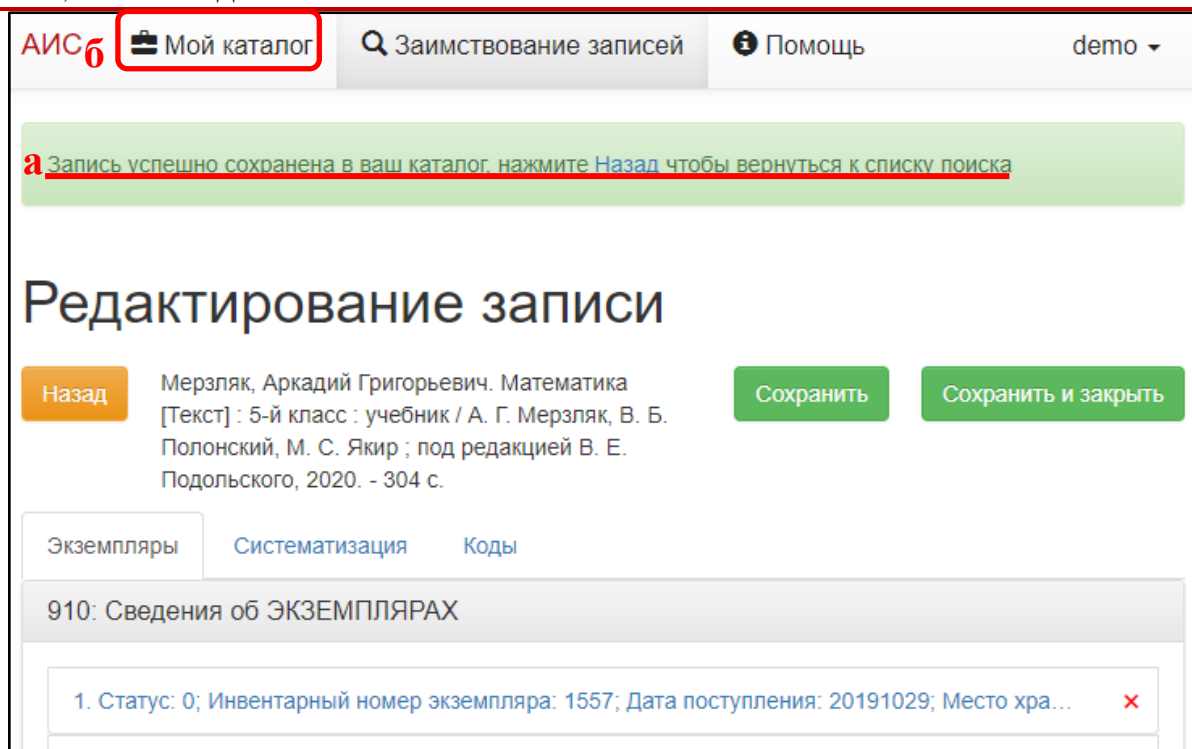 АИС б Мой каталог Заимствование записей Помощь demo
а Запись успешно сохранена в ваш каталог, нажмите Назад чтобы вернуться к списку поиска
Редактирование записи
Назад
Мерзляк, Аркадий Григорьевич. Математика
[Текст] : 5-й класс : учебник / А. Г. Мерзляк, В. Б.
Полонский, М. С. Якир ; под редакцией В. Е.
Подольского, 2020. - 304 с.
Сохранить
Сохранить и закрыть
Экземпляры Систематизация Коды
910: Сведения об ЭКЗЕМПЛЯРАХ
1. Статус: 0; Инвентарный номер экземпляра: 1557; Дата поступления: 20191029; Место хра... ×